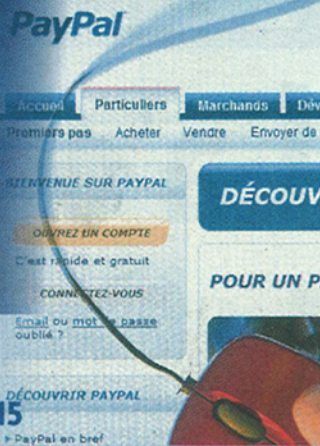 PayPal
Accueil Particuliers Marchands Dév
Premiers pas Acheter Vendre Envoyer de
BIENVENUE SUR PAYPAL
DÉCOUV
OUVREZ UN COMPTE
C'est rapide et gratuit
POUR UN P
CONNECTEZ-VOUS
Email ou mot de passe
oublié ?
DÉCOUVRIR PAYPAL
15
PayPal en bref